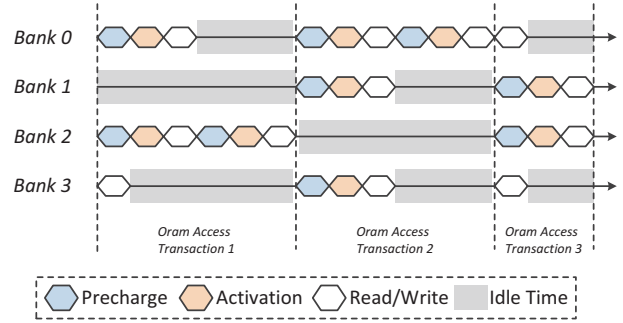 Bank 0
Bank 1
Bank 2
Bank 3
Oram Access
Transaction 1
Oram Access
Transaction 2
Oram Access
Transaction 3
Precharge Activation Read/Write Idle Time